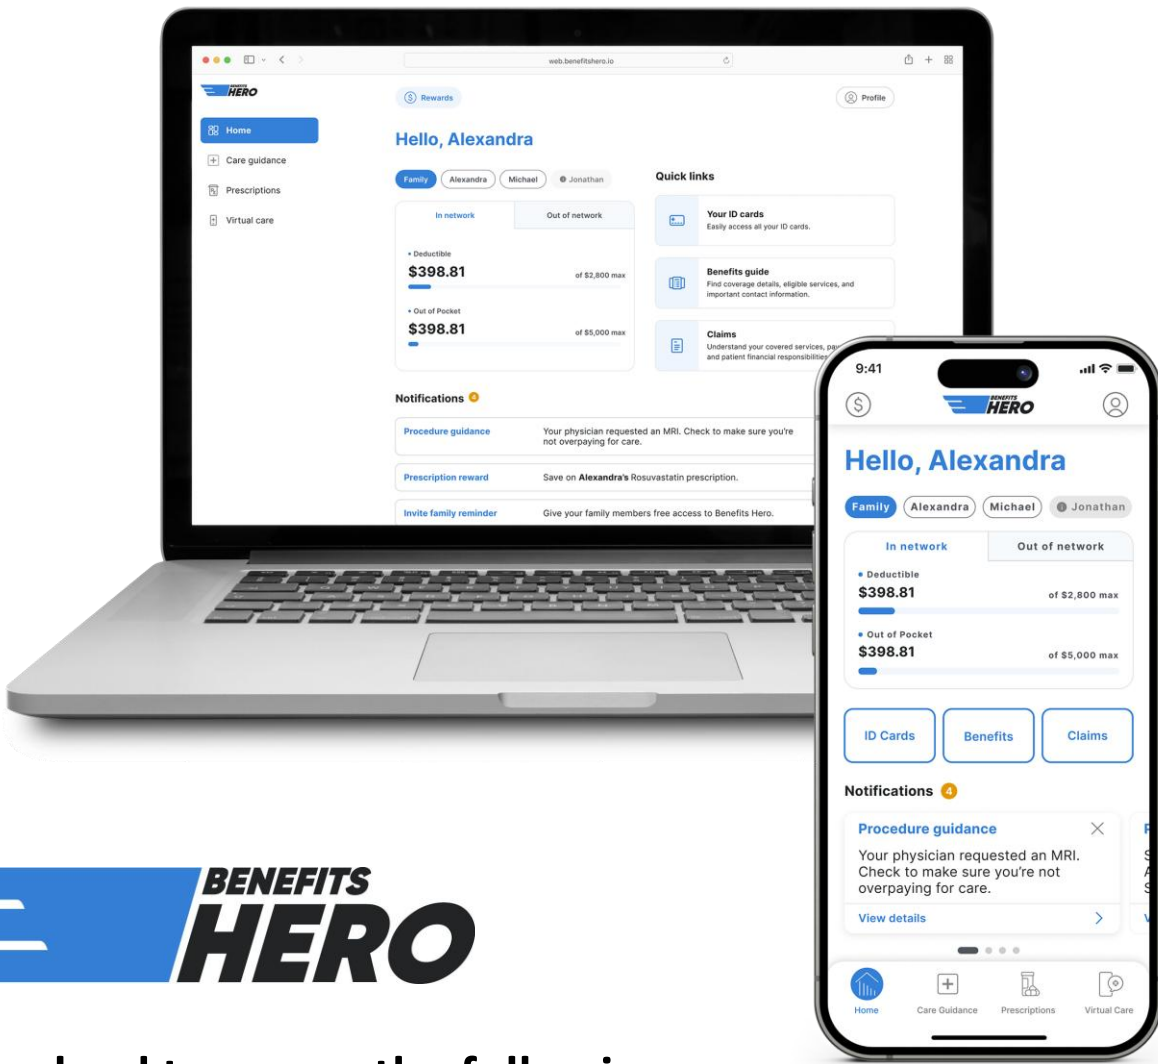 web.benefitshero.io
BENEFITS
HERO
Rewards
Profile
Home
Care guidance
Prescriptions
Virtual care
Hello, Alexandra
Family
Alexandra
Michael
Jonathan
In network
Out of network
• Deductible
$398.81
of $2,800 max
• Out of Pocket
$398.81
of $5,000 max
Quick links
Your ID cards
Easily access all your ID cards.
Benefits guide
Find coverage details, eligible services, and
important contact information.
Claims
Understand your covered services,
and patient financial responsibilities
Notifications 4
Procedure guidance
Your physician requested an MRI. Check to make sure you're
not overpaying for care.
Prescription reward
Save on Alexandra's Rosuvastatin prescription.
Invite family reminder
Give your family members free access to Benefits Hero.
9:41
BENEFITS
HERO
Hello, Alexandra
Family
Alexandra
Michael
Jonathan
In network
Out of network
• Deductible
$398.81
of $2,800 max
• Out of Pocket
$398.81
of $5,000 max
ID Cards
Benefits
Claims
Notifications 4
Procedure guidance
Your physician requested an MRI.
Check to make sure you're not
overpaying for care.
View details
Home
Care Guidance
Prescriptions
Virtual Care
BENEFITS
HERO